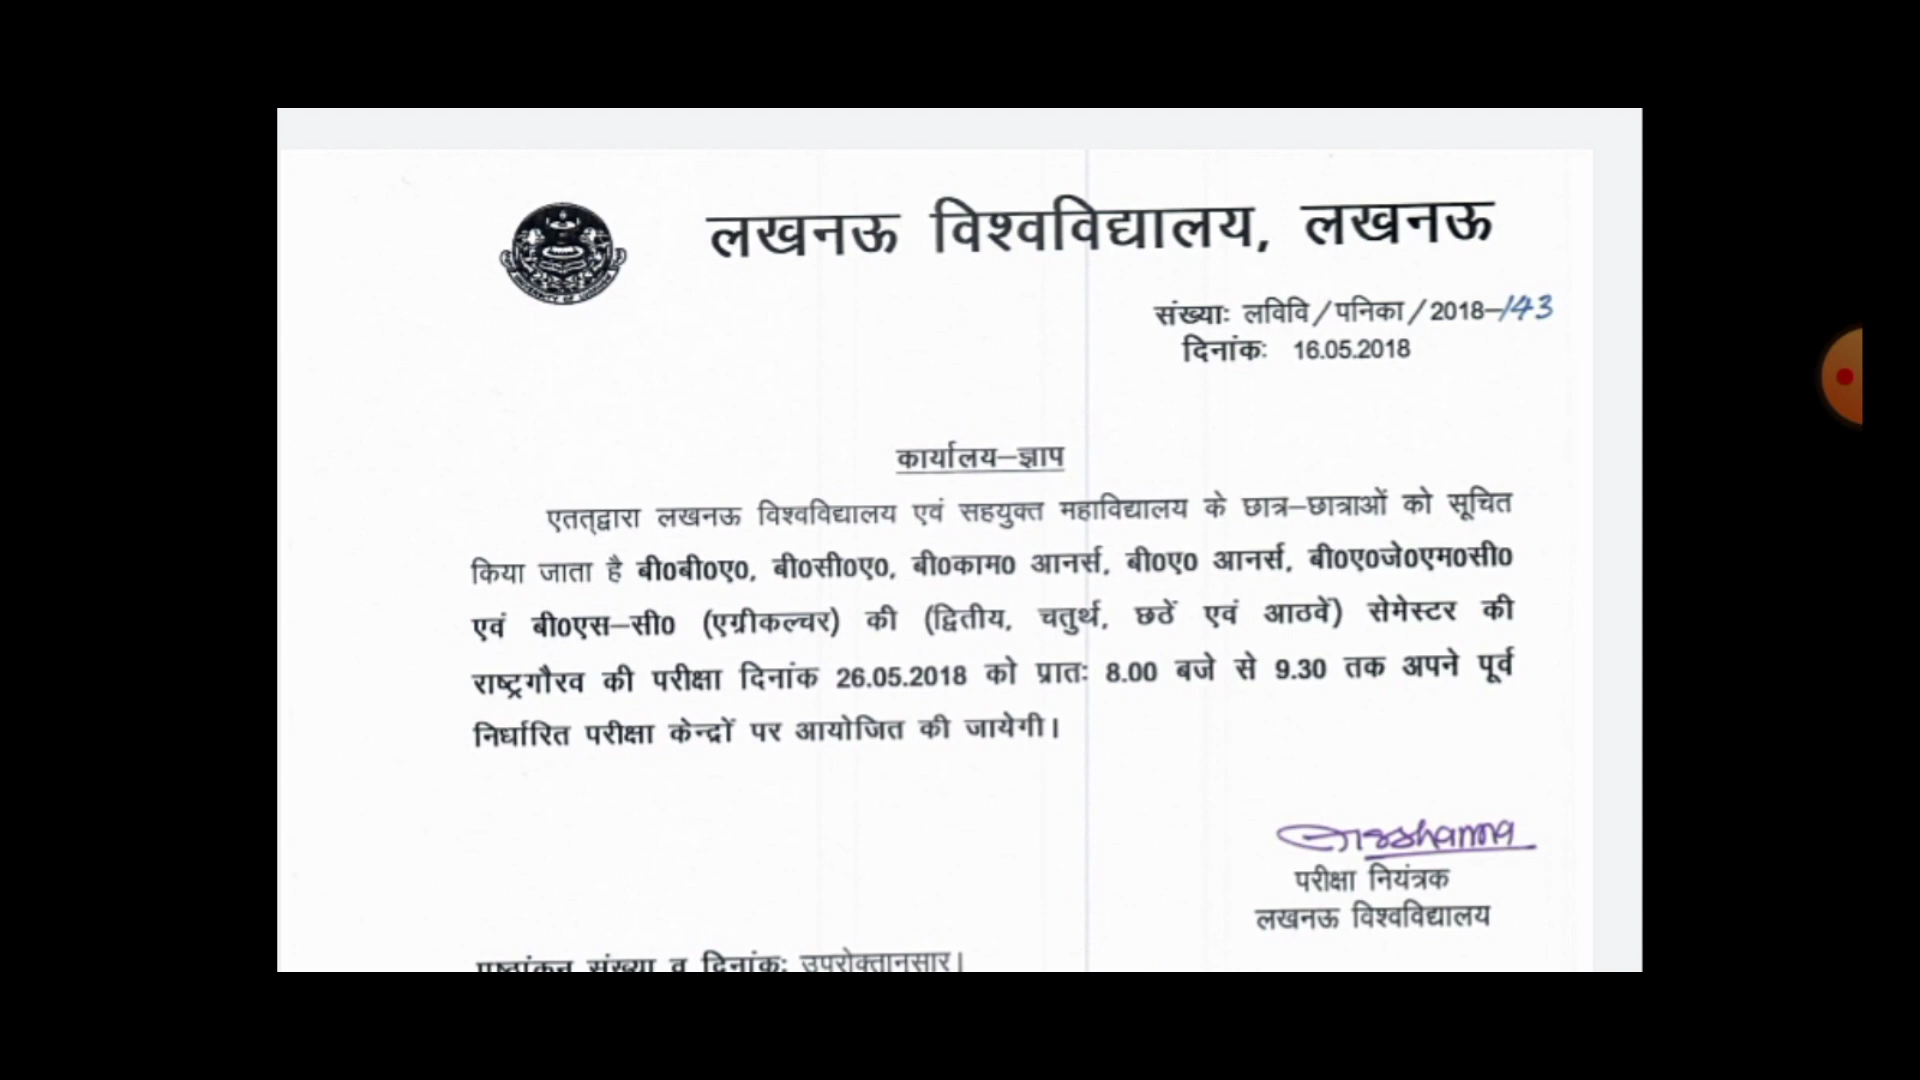 लखनऊ विश्वविद्यालय, लखनऊ
संख्याः लविवि/पनिका/2018–143
दिनांकः 16.05.2018
कार्यालय–ज्ञाप
एतत्द्वारा लखनऊ विश्वविद्यालय एवं सहयुक्त महाविद्यालय के छात्र–छात्राओं को सूचित
किया जाता है बी0बी0ए0, बी0सी0ए0, बी0काम0 आनर्स, बी0ए0 आनर्स, बी0ए0जे0एम0सी0
एवं बी0एस–सी0 (एग्रीकल्चर) की (द्वितीय, चतुर्थ, छठें एवं आठवें) सेमेस्टर की
राष्ट्रगौरव की परीक्षा दिनांक 26.05.2018 को प्रातः 8.00 बजे से 9.30 तक अपने पूर्व
निर्धारित परीक्षा केन्द्रों पर आयोजित की जायेगी।
परीक्षा नियंत्रक
लखनऊ विश्वविद्यालय
पृष्ठांकन संख्या व दिनांकः उपरोक्तानुसार।